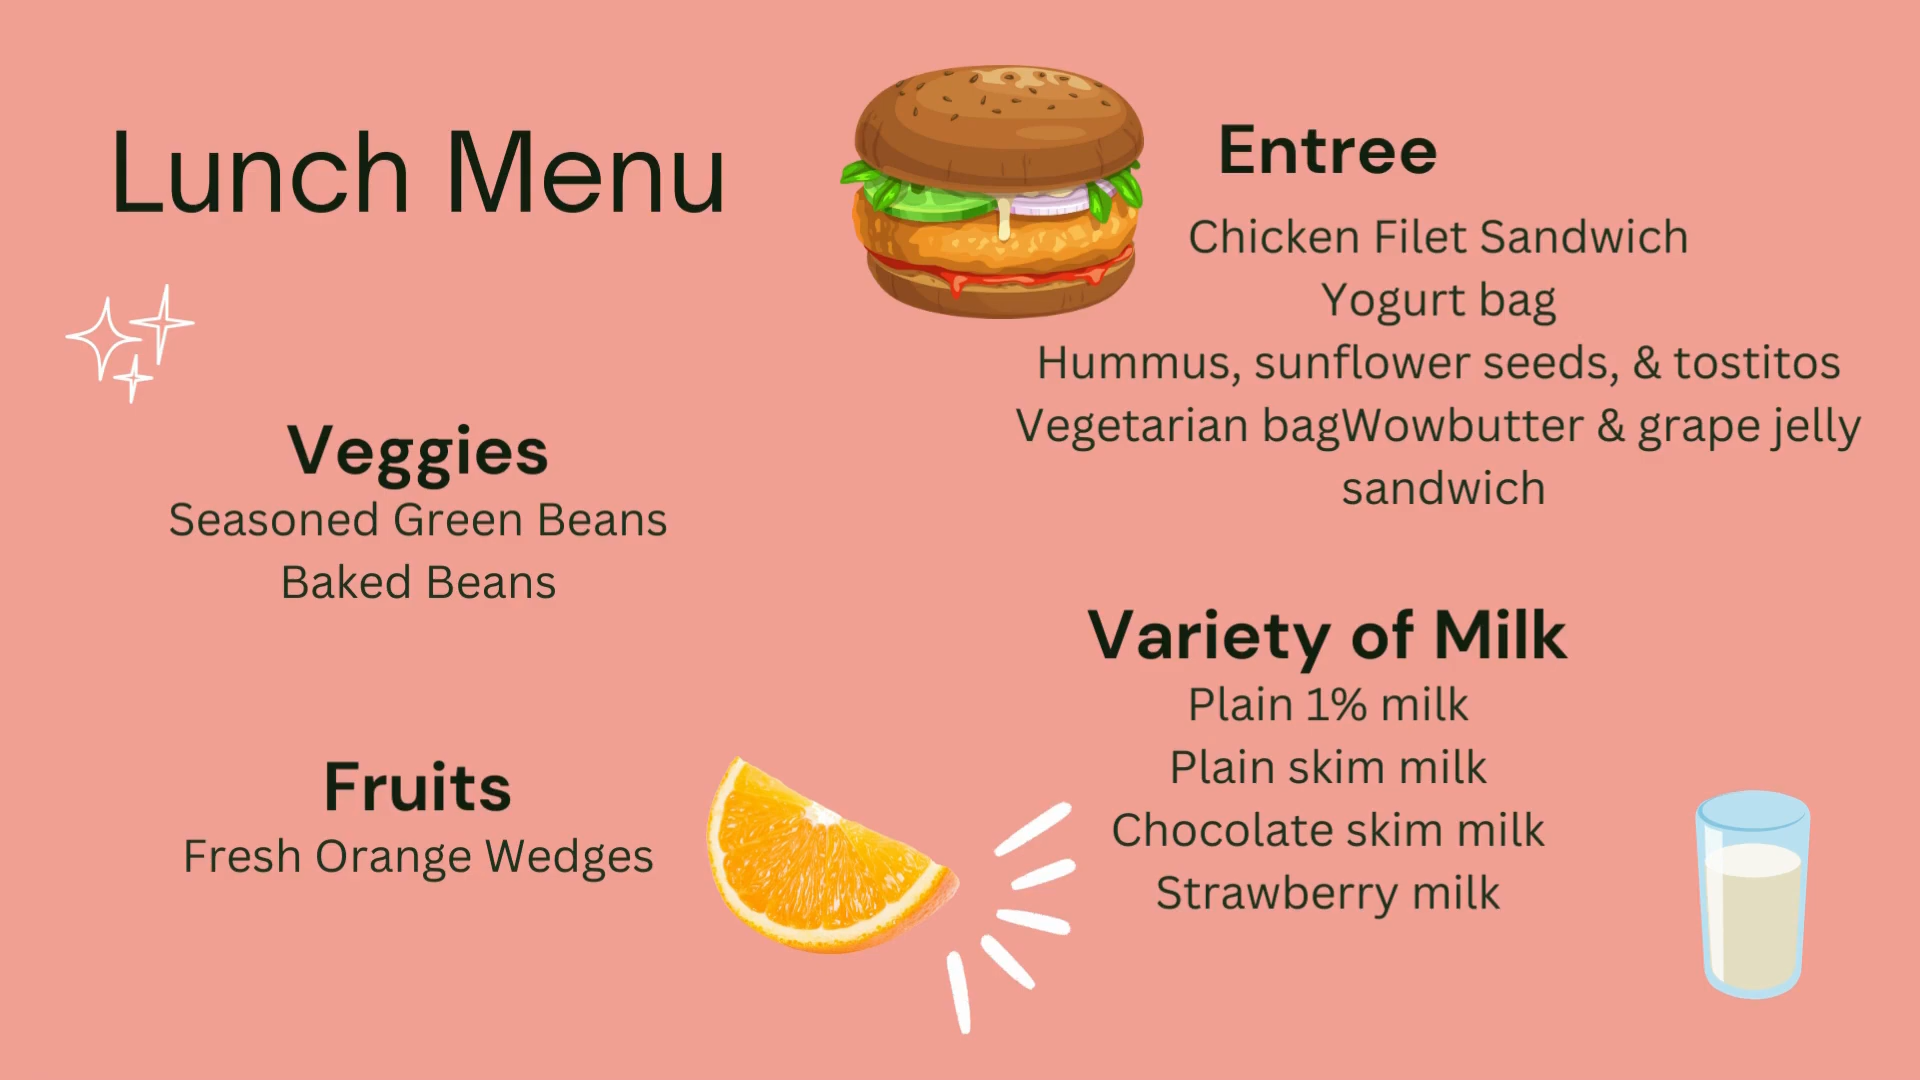 Lunch Menu
Entree
Chicken Filet Sandwich
Yogurt bag
Hummus, sunflower seeds, & tostitos
Vegetarian bagWowbutter & grape jelly
sandwich
Veggies
Seasoned Green Beans
Baked Beans
Variety of Milk
Plain 1% milk
Plain skim milk
Chocolate skim milk
Strawberry milk
Fruits
Fresh Orange Wedges